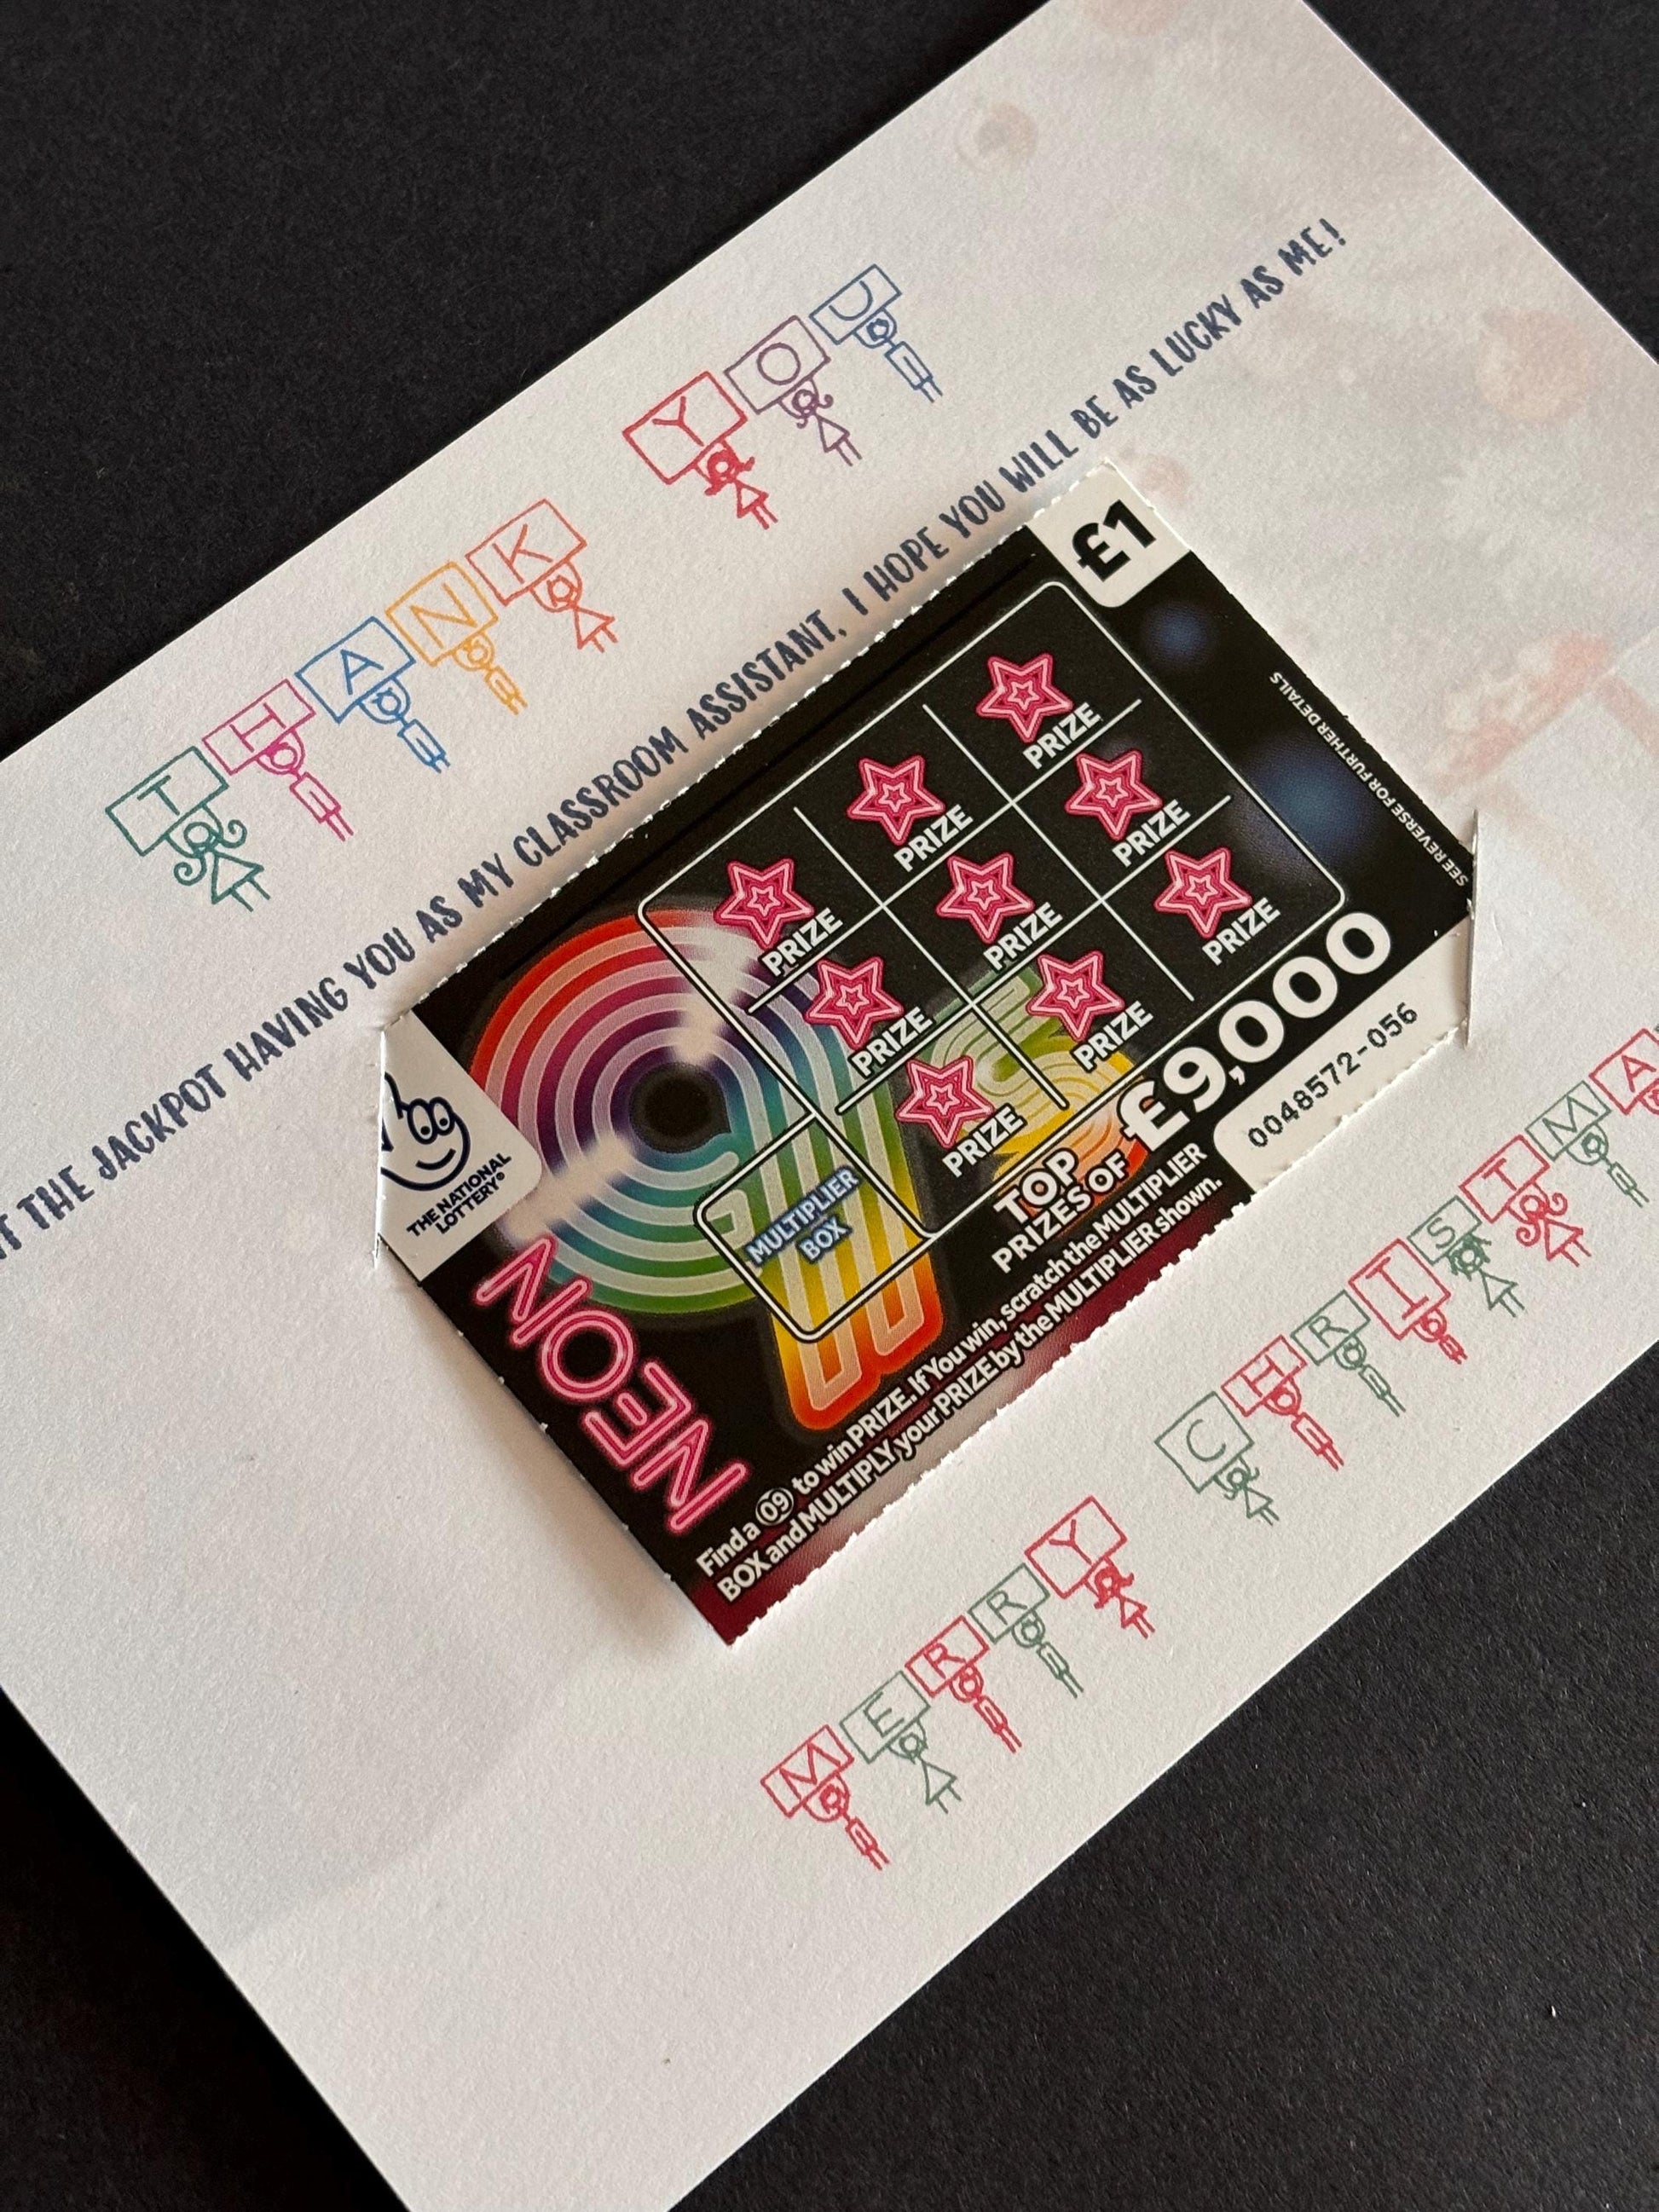 THANK YOU
THE JACKPOT HAVING YOU AS MY CLASSROOM ASSISTANT, I HOPE YOU WILL BE AS LUCKY AS ME!
£1
SEE REVERSE FOR FURTHER DETAILS
PRIZE PRIZE PRIZE
PRIZE PRIZE PRIZE
PRIZE PRIZE
PRIZE
MULTIPLIER
BOX
THE NATIONAL
LOTTERY®
NEON
9s
TOP
PRIZES OF
£9,000
0048572-056
Find a 09 to win PRIZE. If You win, scratch the MULTIPLIER
BOX and MULTIPLY your PRIZE by the MULTIPLIER shown.
MERRY CHRISTMA